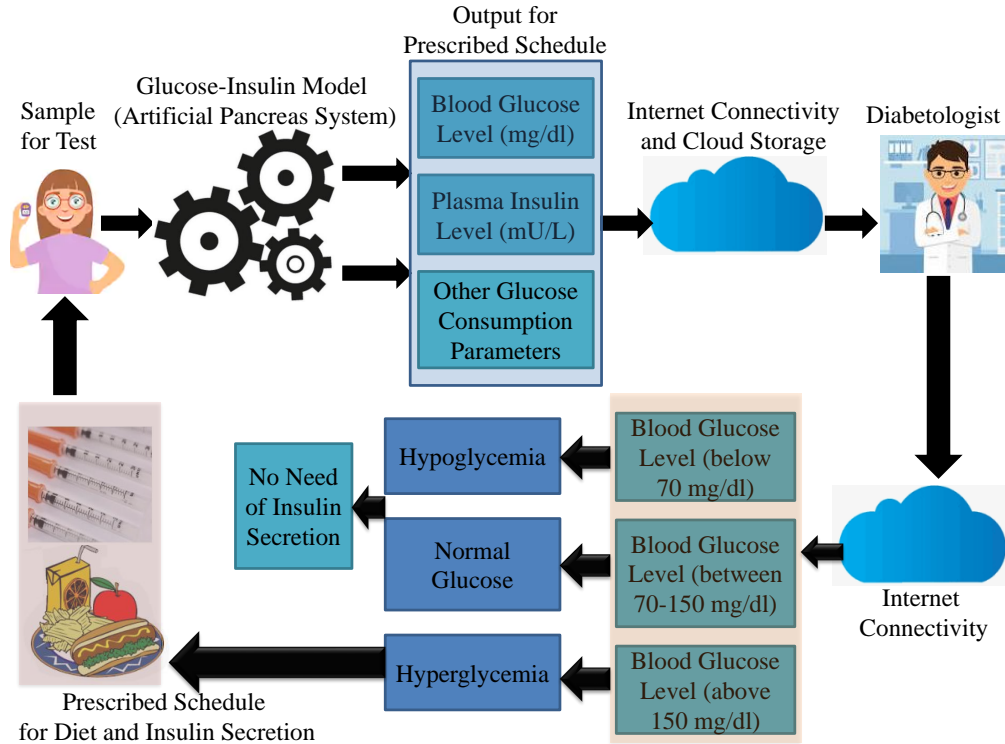 Output for
Prescribed Schedule
Glucose-Insulin Model
(Artificial Pancreas System)
Sample
for Test
Blood Glucose
Level (mg/dl)
Plasma Insulin
Level (mU/L)
Other Glucose
Consumption
Parameters
Internet Connectivity
and Cloud Storage
Diabetologist
Hypoglycemia
Blood Glucose
Level (below
70 mg/dl)
No Need
of Insulin
Secretion
Normal
Glucose
Blood Glucose
Level (between
70-150 mg/dl)
Internet
Connectivity
Hyperglycemia
Blood Glucose
Level (above
150 mg/dl)
Prescribed Schedule
for Diet and Insulin Secretion